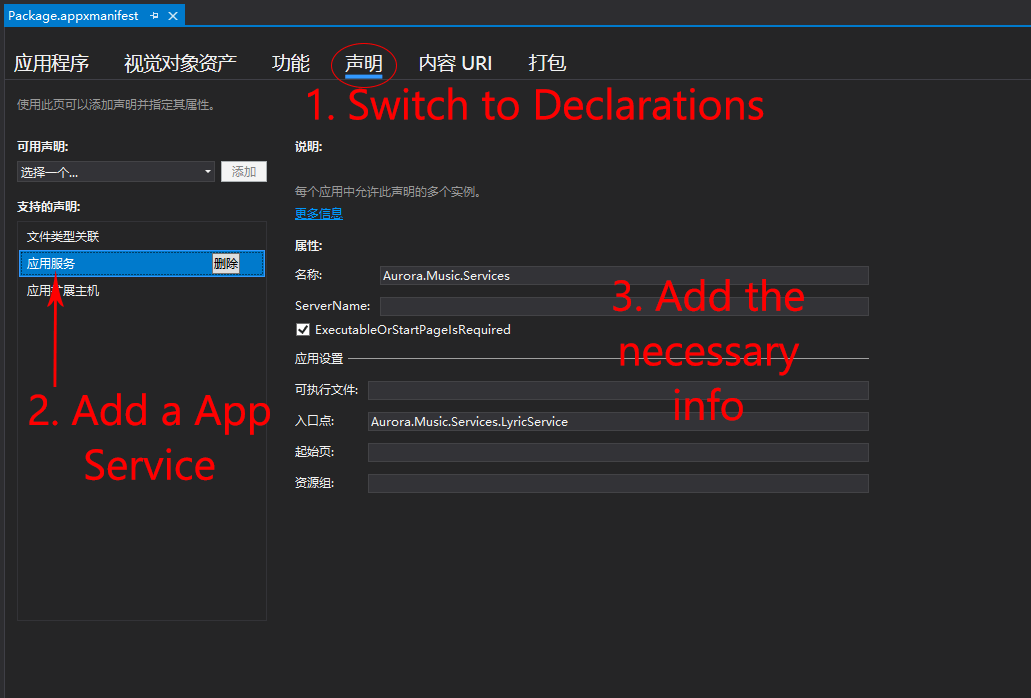 Package.appxmanifest
应用程序 视觉对象资产 功能 声明 内容 URI 打包
使用此页可以添加声明并指定其属性。
1. Switch to Declarations
可用声明:
选择一个... 添加
支持的声明:
文件类型关联
应用服务 删除
应用扩展主机
2. Add a App
Service
说明:
每个应用中允许此声明的多个实例。
更多信息
属性:
名称: Aurora.Music.Services
ServerName:
ExecutableOrStartPageIsRequired
应用设置
可执行文件:
入口点: Aurora.Music.Services.LyricService
起始页:
资源组:
3. Add the
necessary
info